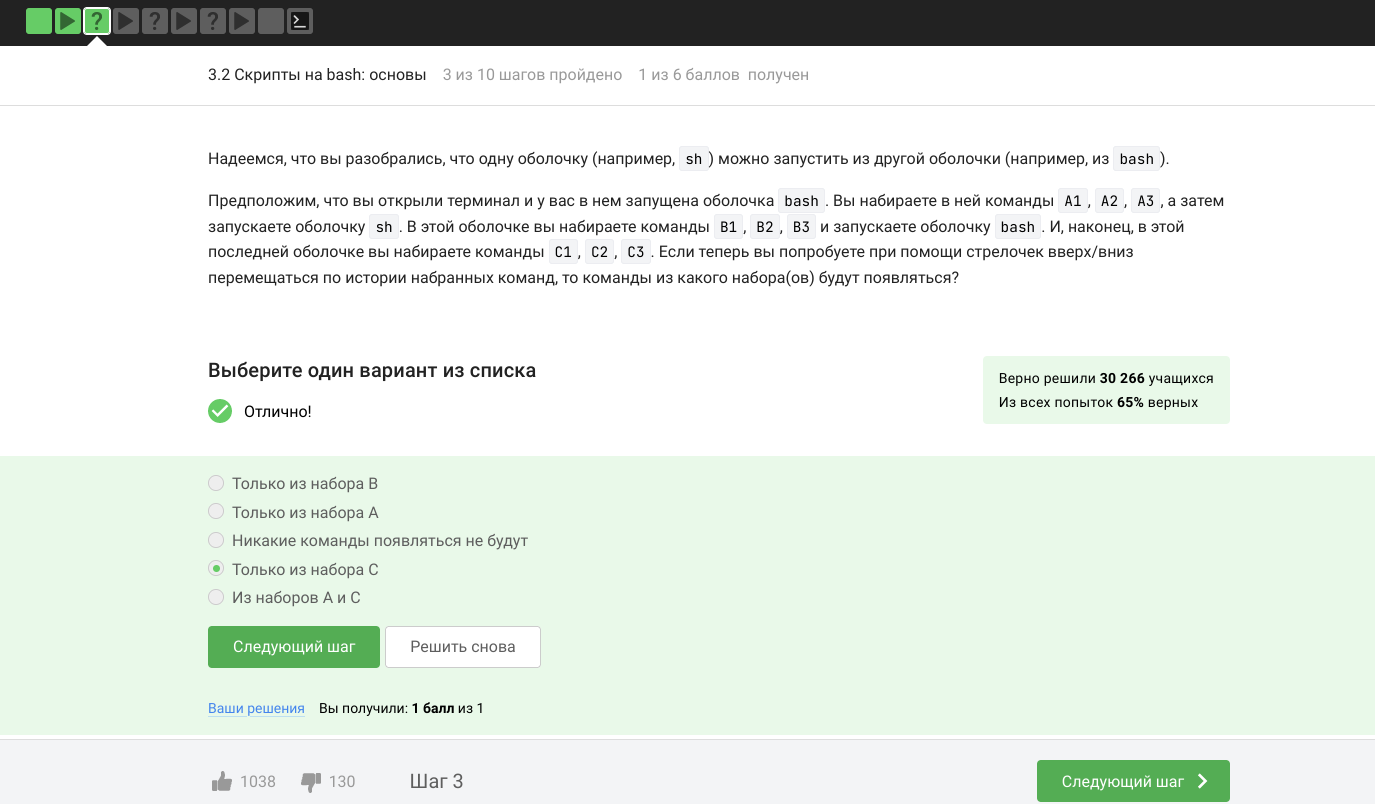 3.2 Скрипты на bash: основы 3 из 10 шагов пройдено 1 из 6 баллов получен
Надеемся, что вы разобрались, что одну оболочку (например, sh) можно запустить из другой оболочки (например, из bash).
Предположим, что вы открыли терминал и у вас в нем запущена оболочка bash. Вы набираете в ней команды A1, A2, A3, а затем
запускаете оболочку sh. В этой оболочке вы набираете команды B1, B2, B3 и запускаете оболочку bash. И, наконец, в этой
последней оболочке вы набираете команды C1, C2, C3. Если теперь вы попробуете при помощи стрелочек вверх/вниз
перемещаться по истории набранных команд, то команды из какого набора(ов) будут появляться?
Выберите один вариант из списка
Верно решили 30 266 учащихся
Из всех попыток 65% верных
Отлично!
Только из набора B
Только из набора A
Никакие команды появляться не будут
Только из набора C
Из наборов A и C
Следующий шаг Решить снова
Ваши решения Вы получили: 1 балл из 1
1038 130 Шаг 3 Следующий шаг